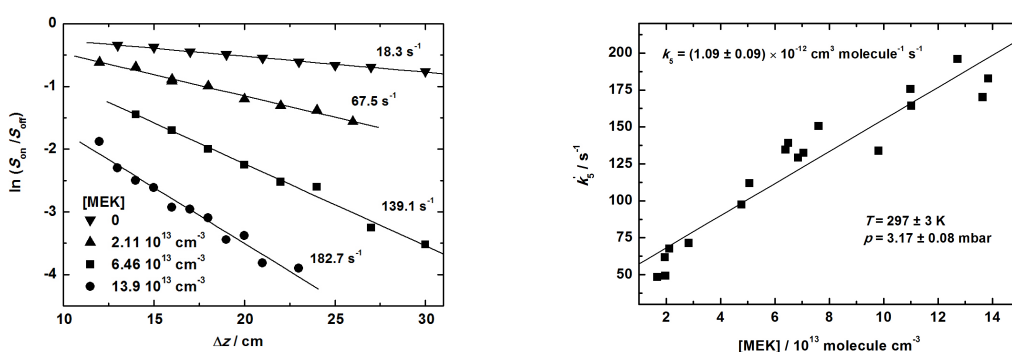 0
-1
-2
-3
-4
ln (S_on /S_off)
18.3 s⁻¹
67.5 s⁻¹
139.1 s⁻¹
182.7 s⁻¹
[MEK]
0
2.11 10¹³ cm⁻³
6.46 10¹³ cm⁻³
13.9 10¹³ cm⁻³
10 15 20 25 30
Δz / cm
200
175
150
125
100
75
50
k₅' / s⁻¹
k₅ = (1.09 ± 0.09) × 10⁻¹² cm³ molecule⁻¹ s⁻¹
T = 297 ± 3 K
p = 3.17 ± 0.08 mbar
2 4 6 8 10 12 14
[MEK] / 10¹³ molecule cm⁻³